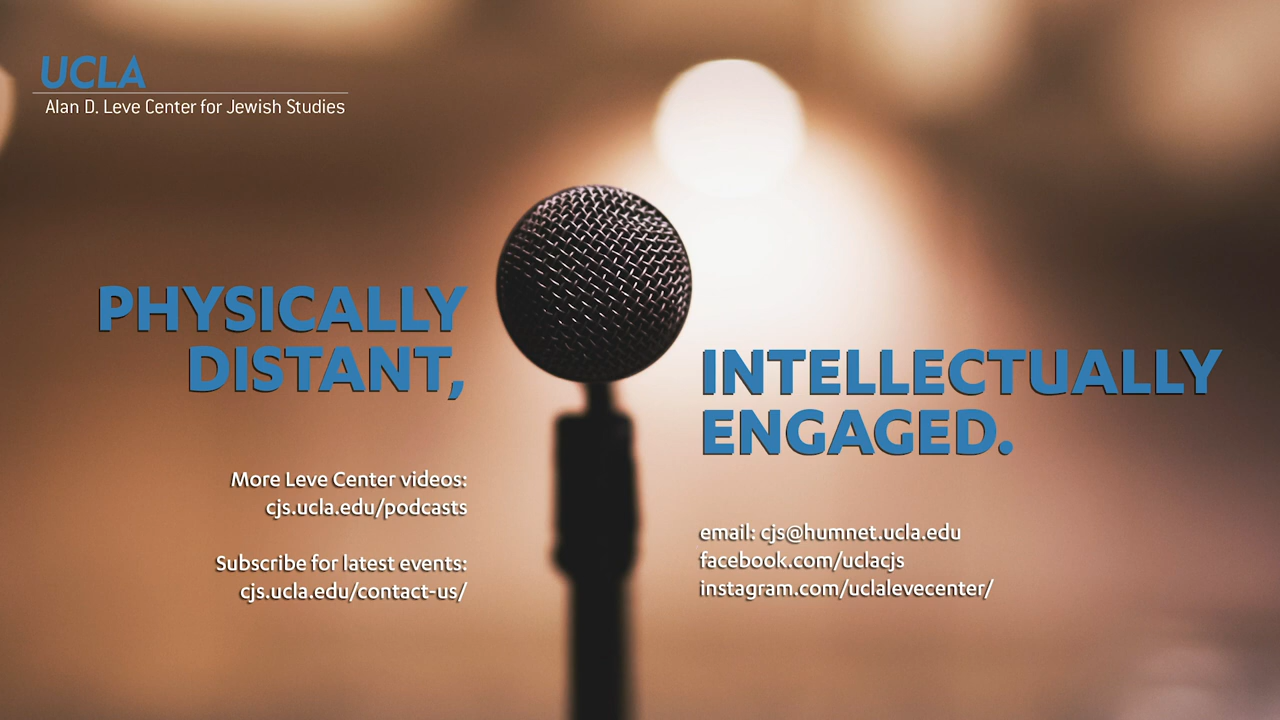 UCLA
Alan D. Leve Center for Jewish Studies
PHYSICALLY
DISTANT,
INTELLECTUALLY
ENGAGED.
More Leve Center videos:
cjs.ucla.edu/podcasts
Subscribe for latest events:
cjs.ucla.edu/contact-us/
email: cjs@humnet.ucla.edu
facebook.com/uclacjs
instagram.com/uclalevecenter/